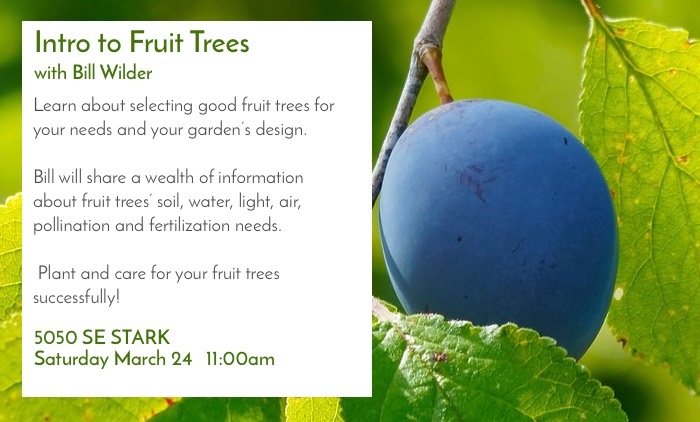 Intro to Fruit Trees
with Bill Wilder
Learn about selecting good fruit trees for
your needs and your garden's design.
Bill will share a wealth of information
about fruit trees' soil, water, light, air,
pollination and fertilization needs.
Plant and care for your fruit trees
successfully!
5050 SE STARK
Saturday March 24 11:00am